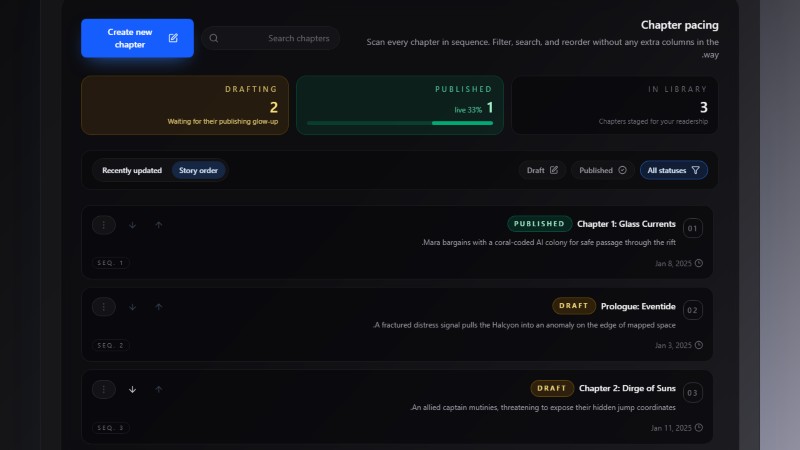 Chapter pacing
Scan every chapter in sequence. Filter, search, and reorder without any extra columns in the
.way
Search chapters
Create new
chapter
IN LIBRARY
3
Chapters staged for your readership
PUBLISHED
1 live 33%
DRAFTING
2
Waiting for their publishing glow-up
All statuses
Published
Draft
Story order
Recently updated
01
Chapter 1: Glass Currents
PUBLISHED
.Mara bargains with a coral-coded AI colony for safe passage through the rift
Jan 8, 2025
SEQ. 1
02
Prologue: Eventide
DRAFT
.A fractured distress signal pulls the Halcyon into an anomaly on the edge of mapped space
Jan 3, 2025
SEQ. 2
03
Chapter 2: Dirge of Suns
DRAFT
.An allied captain mutinies, threatening to expose their hidden jump coordinates
Jan 11, 2025
SEQ. 3